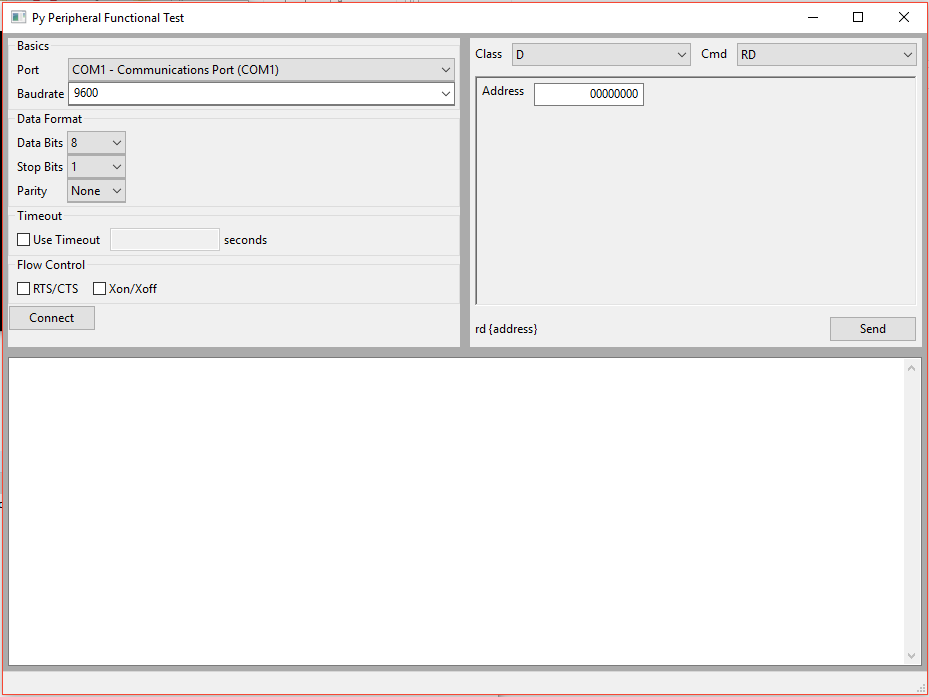 Py Peripheral Functional Test
Basics
Port COM1 - Communications Port (COM1)
Baudrate 9600
Data Format
Data Bits 8
Stop Bits 1
Parity None
Timeout
Use Timeout seconds
Flow Control
RTS/CTS Xon/Xoff
Connect
Class D Cmd RD
Address 00000000
rd {address} Send